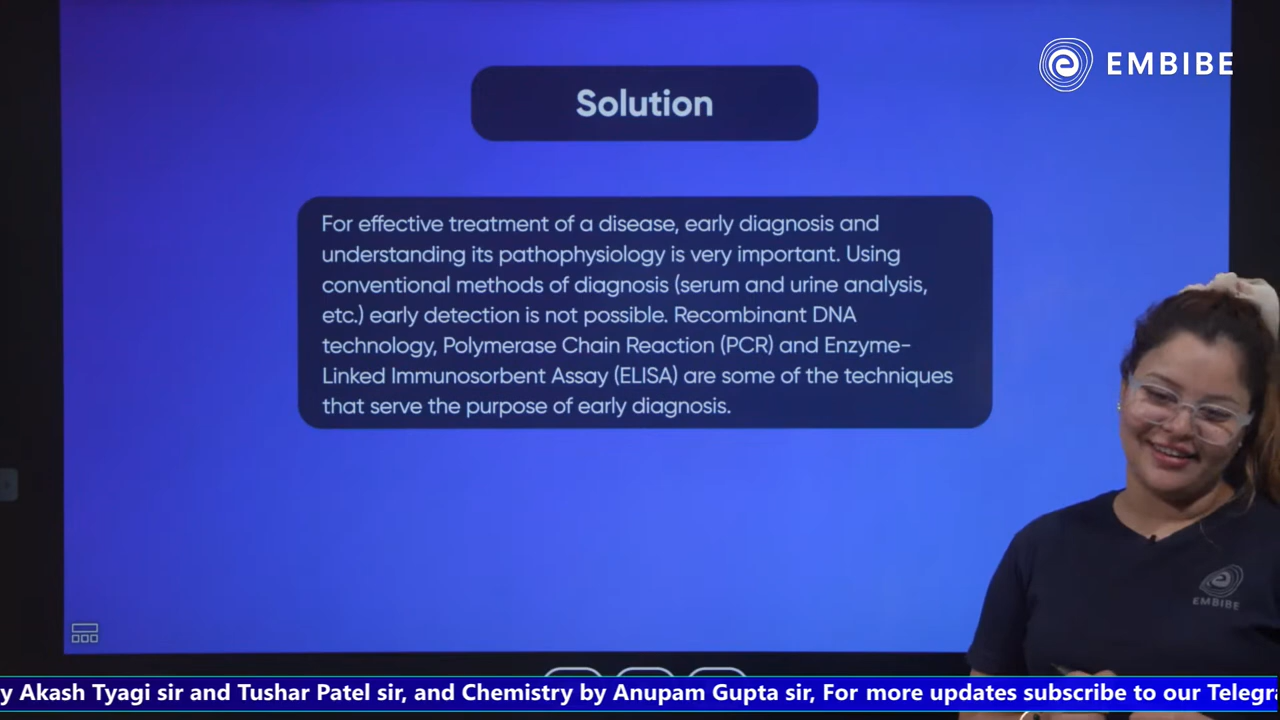 EMBIBE
Solution
For effective treatment of a disease, early diagnosis and
understanding its pathophysiology is very important. Using
conventional methods of diagnosis (serum and urine analysis,
etc.) early detection is not possible. Recombinant DNA
technology, Polymerase Chain Reaction (PCR) and Enzyme-
Linked Immunosorbent Assay (ELISA) are some of the techniques
that serve the purpose of early diagnosis.
EMBIBE
y Akash Tyagi sir and Tushar Patel sir, and Chemistry by Anupam Gupta sir, For more updates subscribe to our Telegra